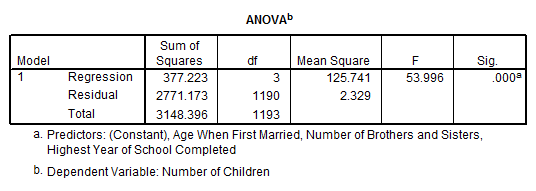 ANOVAb
Model Sum of Squares df Mean Square F Sig.
1 Regression 377.223 3 125.741 53.996 .000a
Residual 2771.173 1190 2.329
Total 3148.396 1193
a. Predictors: (Constant), Age When First Married, Number of Brothers and Sisters,
Highest Year of School Completed
b. Dependent Variable: Number of Children